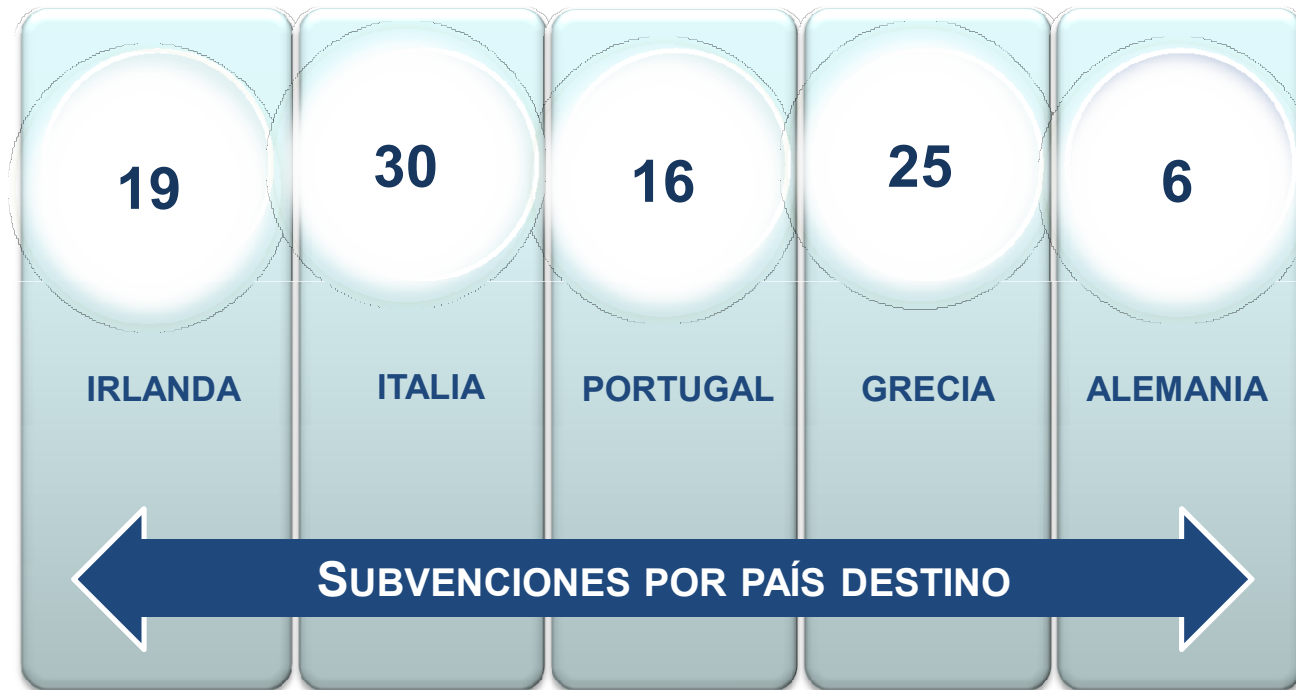 19
30
16
25
6
IRLANDA
ITALIA
PORTUGAL
GRECIA
ALEMANIA
SUBVENCIONES POR PAÍS DESTINO